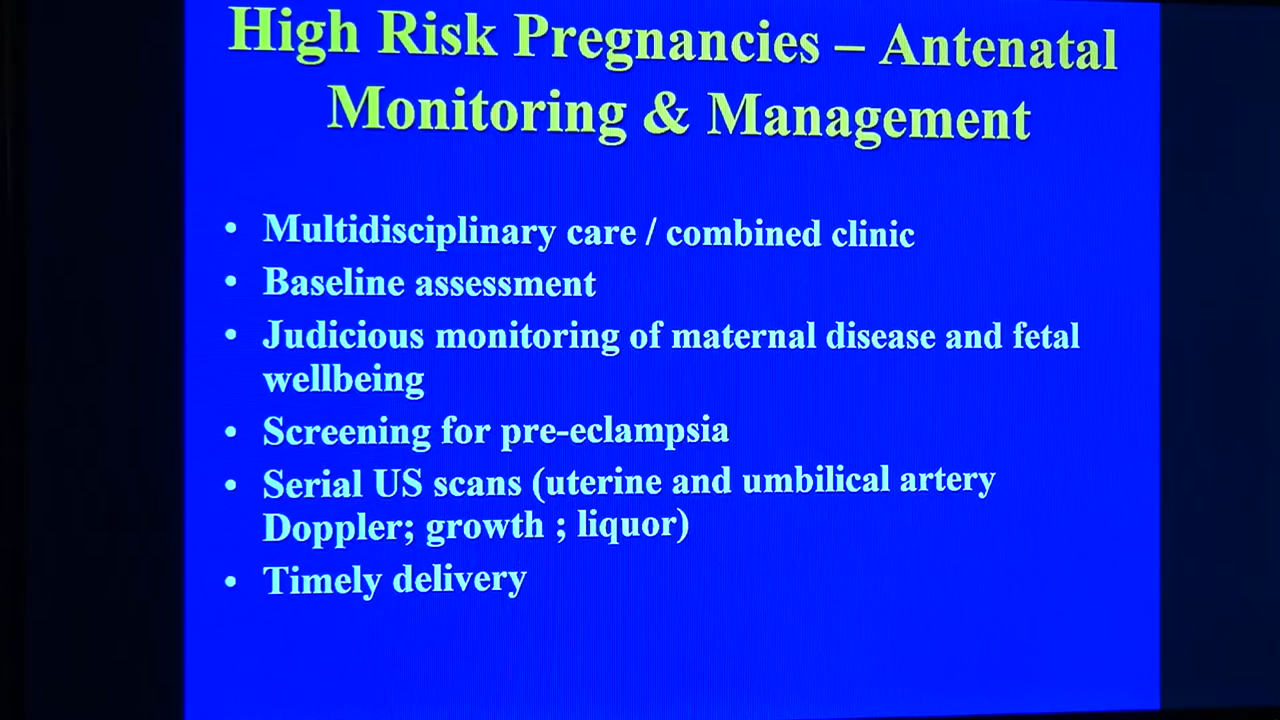 High Risk Pregnancies – Antenatal
Monitoring & Management
• Multidisciplinary care / combined clinic
• Baseline assessment
• Judicious monitoring of maternal disease and fetal
wellbeing
• Screening for pre-eclampsia
• Serial US scans (uterine and umbilical artery
Doppler; growth ; liquor)
• Timely delivery